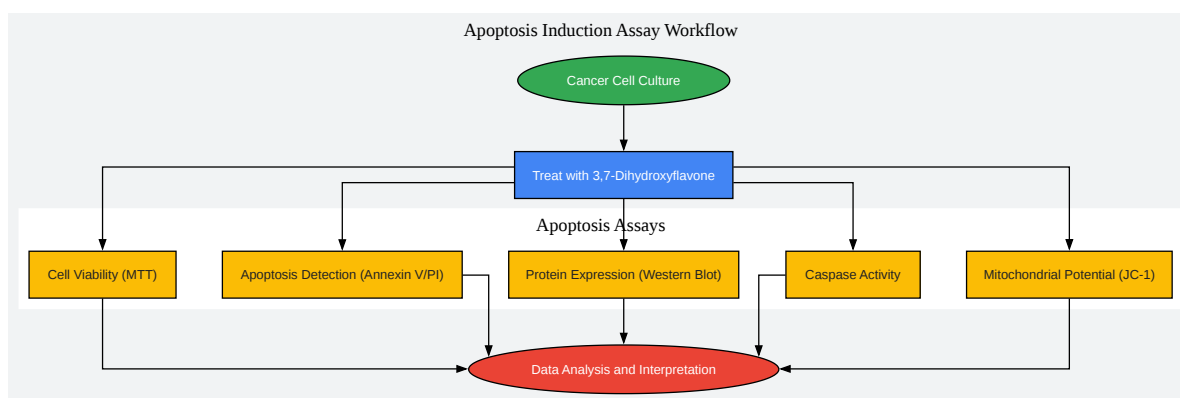 Apoptosis Induction Assay Workflow
Cancer Cell Culture
Treat with 3,7-Dihydroxyflavone
Apoptosis Assays
Cell Viability (MTT)
Apoptosis Detection (Annexin V/PI)
Protein Expression (Western Blot)
Caspase Activity
Mitochondrial Potential (JC-1)
Data Analysis and Interpretation